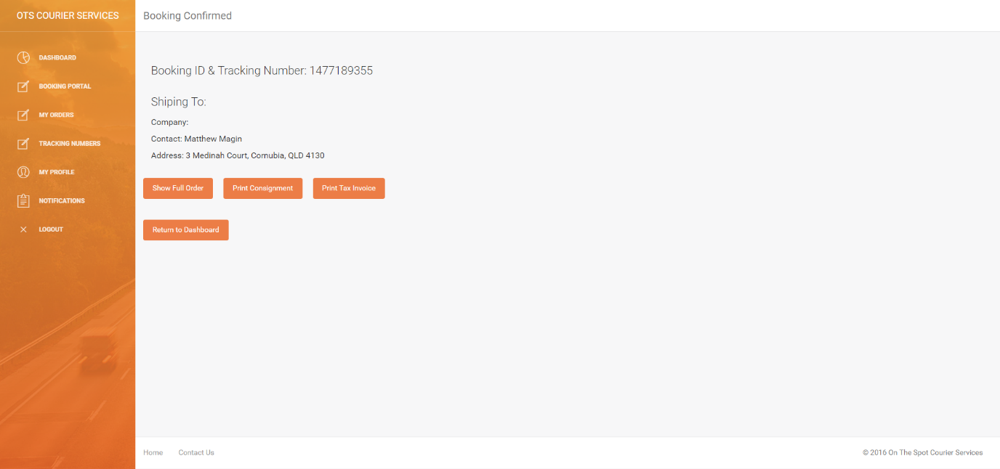 OTS COURIER SERVICES
Booking Confirmed
DASHBOARD
BOOKING PORTAL
MY ORDERS
TRACKING NUMBERS
MY PROFILE
NOTIFICATIONS
LOGOUT
Booking ID & Tracking Number: 1477189355
Shiping To:
Company:
Contact: Matthew Magin
Address: 3 Medinah Court, Cornubia, QLD 4130
Show Full Order
Print Consignment
Print Tax Invoice
Return to Dashboard
Home
Contact Us
© 2016 On The Spot Courier Services